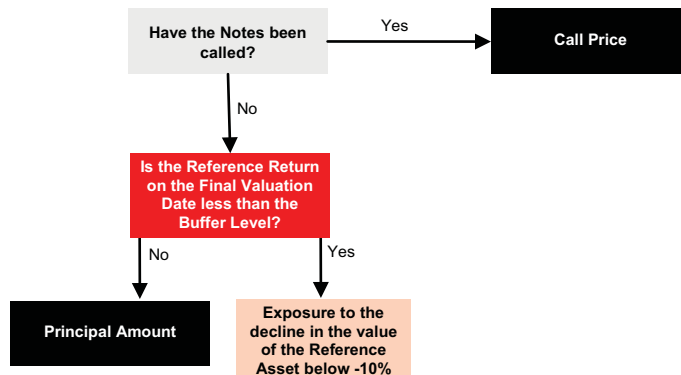 Have the Notes been
called?
Yes
Call Price
No
Is the Reference Return
on the Final Valuation
Date less than the
Buffer Level?
No
Yes
Principal Amount
Exposure to the
decline in the value
of the Reference
Asset below -10%